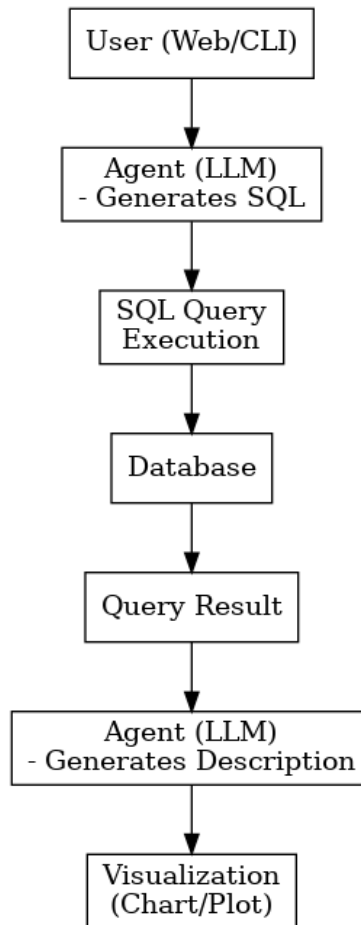 User (Web/CLI)
Agent (LLM)
- Generates SQL
SQL Query
Execution
Database
Query Result
Agent (LLM)
- Generates Description
Visualization
(Chart/Plot)